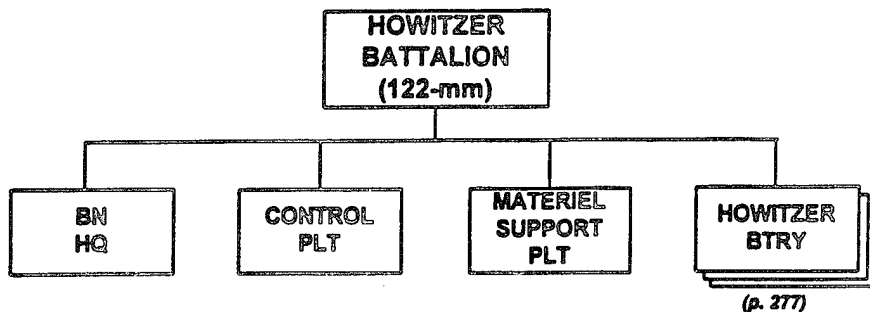 HOWITZER
BATTALION
(122-mm)
BN
HQ
CONTROL
PLT
MATERIEL
SUPPORT
PLT
HOWITZER
BTRY
(p. 277)